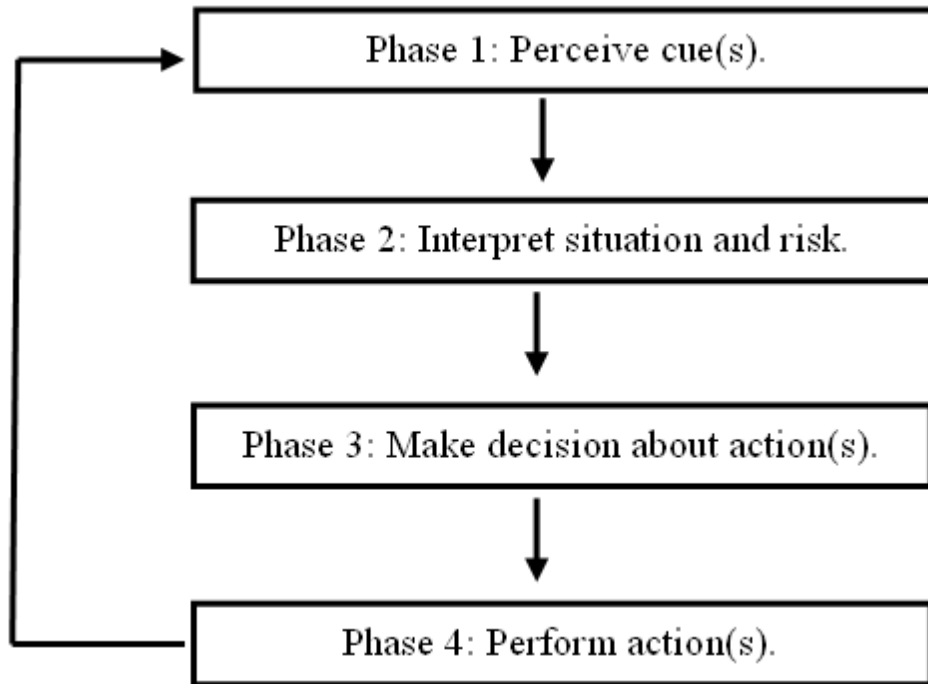 Phase 1: Perceive cue(s).
Phase 2: Interpret situation and risk.
Phase 3: Make decision about action(s).
Phase 4: Perform action(s).